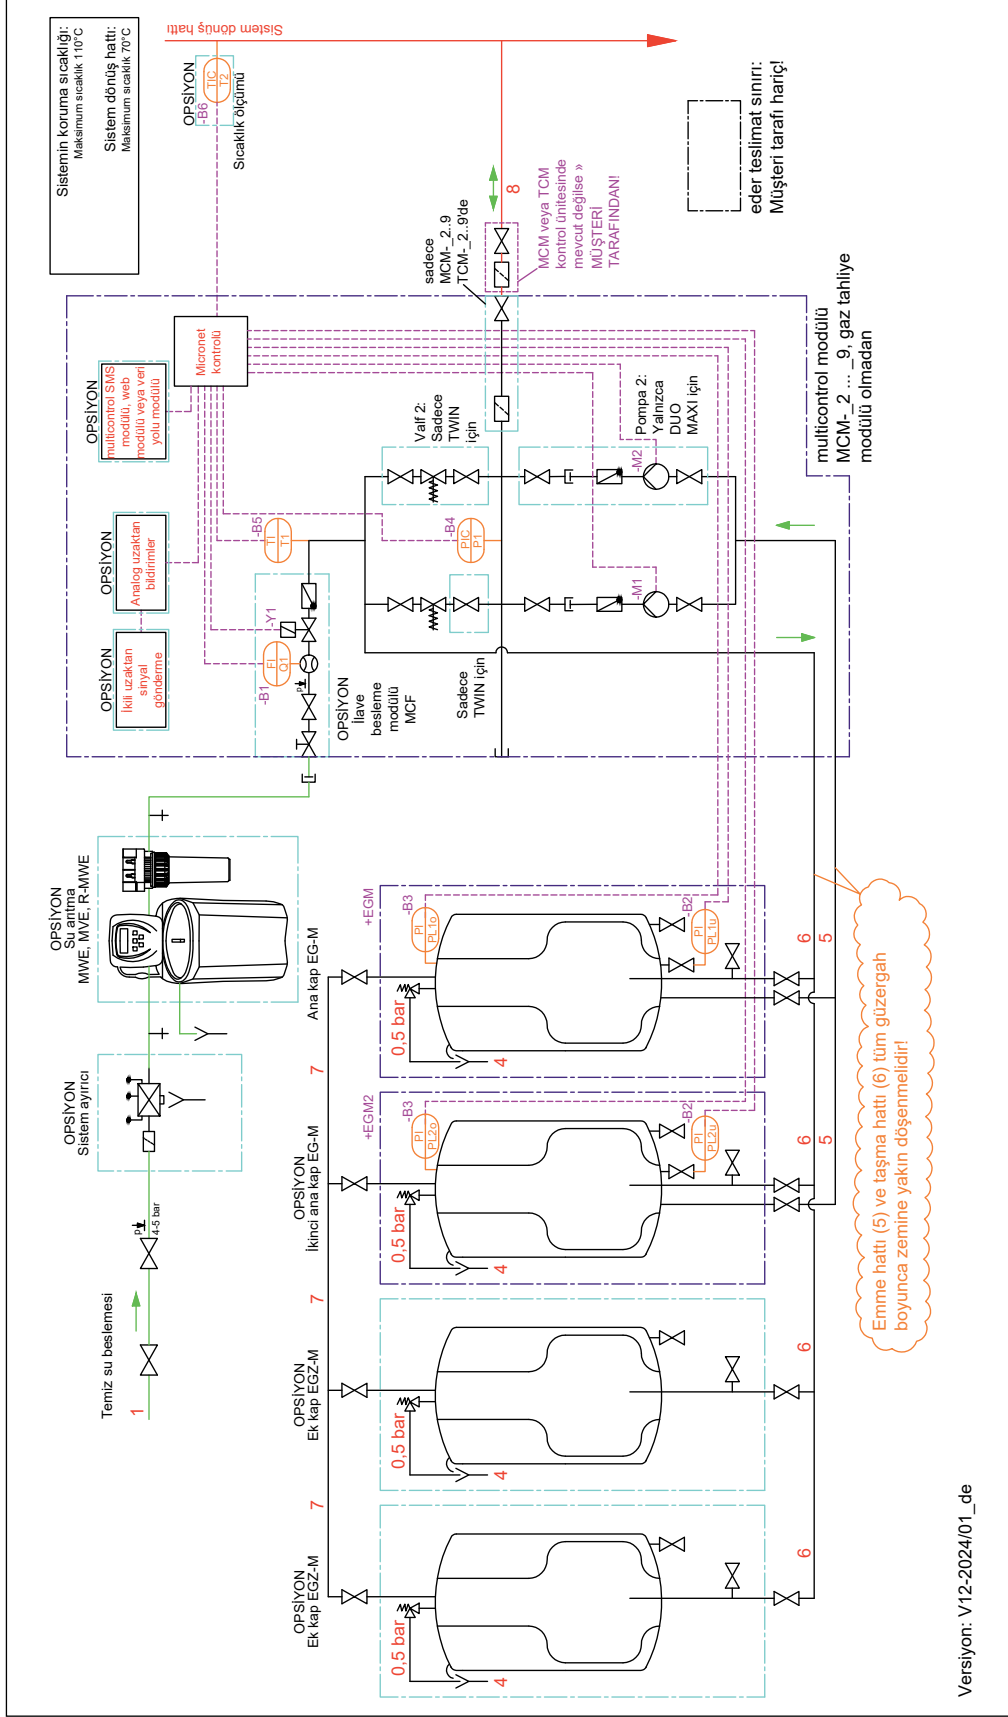 Temiz su beslemesi
1
p
4-5 bar
OPSİYON
Sistem ayırıcı
OPSİYON
Su arıtma
MWE, MVE, R-MWE
OPSİYON
İkili uzaktan
sinyal
gönderme
OPSİYON
Analog uzaktan
bildirimler
OPSİYON
multicontrol SMS
modülü, web
modülü veya veri
yolu modülü
Micronet
kontrolü
Sistemin koruma sıcaklığı:
Maksimum sıcaklık 110°C
Sistem dönüş hattı:
Maksimum sıcaklık 70°C
OPSİYON
-B6
TIC
T2
Sıcaklık ölçümü
Sistem dönüş hattı
-B1
FI
Q1
p
-Y1
-B5
TI
T1
OPSİYON
İlave
besleme
modülü
MCF
Valf 2:
Sadece
TWIN
için
-B4
PIC
P1
Sadece
TWIN için
sadece
MCM-_2..9
TCM-_2..9'de
8
MCM veya TCM
kontrol ünitesinde
mevcut değilse »
MÜŞTERİ
TARAFINDAN!
-M1
-M2
Pompa 2:
Yalnızca
DUO
MAXI için
eder teslimat sınırı:
Müşteri tarafı hariç!
multicontrol modülü
MCM-_2 ... _9, gaz tahliye
modülü olmadan
OPSİYON
Ek kap EGZ-M
7
OPSİYON
Ek kap EGZ-M
7
OPSİYON
İkinci ana kap EG-M
7
Ana kap EG-M
+EGM2
+EGM
0,5 bar
4
0,5 bar
4
0,5 bar
4
-B3
PI
PL2o
0,5 bar
4
-B3
PI
PL1o
-B2
PI
PL2u
-B2
PI
PL1u
6
6
6
5
6
5
Emme hattı (5) ve taşma hattı (6) tüm güzergah
boyunca zemine yakın döşenmelidir!
Versiyon: V12-2024/01_de